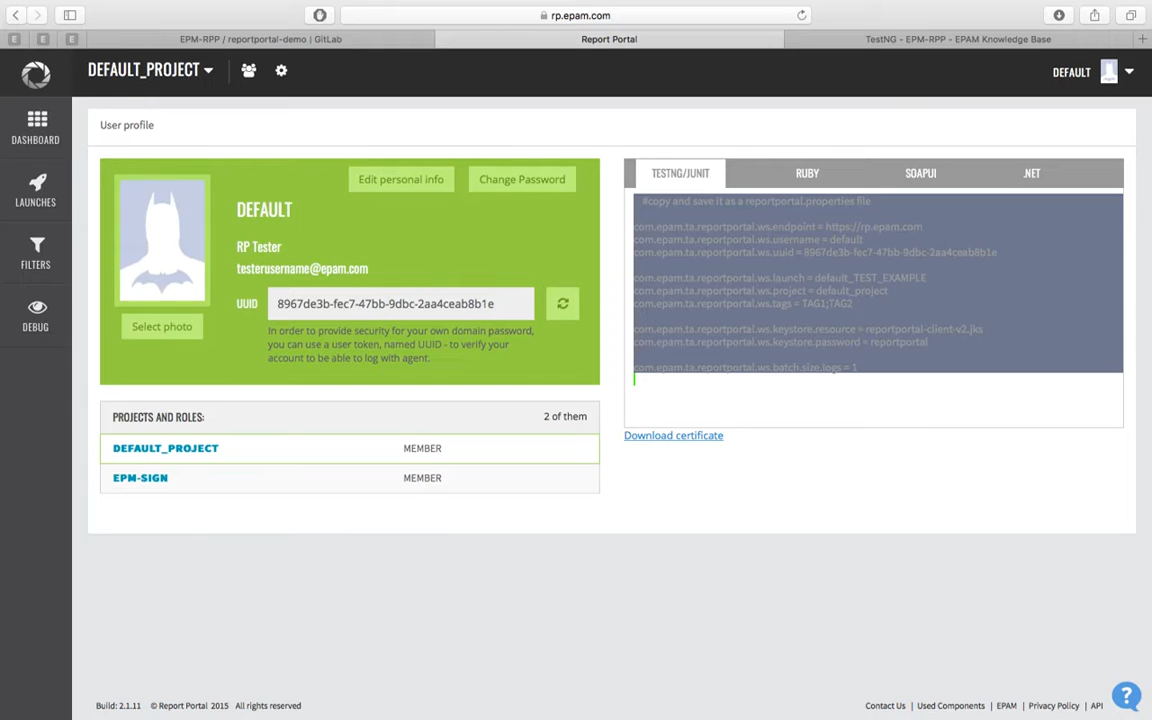 rp.epam.com
E
E
E
EPM-RPP / reportportal-demo | GitLab
Report Portal
TestNG - EPM-RPP - EPAM Knowledge Base
DEFAULT_PROJECT
DEFAULT
DASHBOARD
LAUNCHES
FILTERS
DEBUG
User profile
Edit personal info
Change Password
DEFAULT
RP Tester
testerusername@epam.com
UUID
8967de3b-fec7-47bb-9dbc-2aa4ceab8b1e
In order to provide security for your own domain password,
you can use a user token, named UUID - to verify your
account to be able to log with agent.
Select photo
PROJECTS AND ROLES:
2 of them
DEFAULT_PROJECT
MEMBER
EPM-SIGN
MEMBER
TESTNG/JUNIT
RUBY
SOAPUI
.NET
#copy and save it as a reportportal.properties file
com.epam.ta.reportportal.ws.endpoint = https://rp.epam.com
com.epam.ta.reportportal.ws.username = default
com.epam.ta.reportportal.ws.uuid = 8967de3b-fec7-47bb-9dbc-2aa4ceab8b1e
com.epam.ta.reportportal.ws.launch = default_TEST_EXAMPLE
com.epam.ta.reportportal.ws.project = default_project
com.epam.ta.reportportal.ws.tags = TAG1;TAG2
com.epam.ta.reportportal.ws.keystore.resource = reportportal-client-v2.jks
com.epam.ta.reportportal.ws.keystore.password = reportportal
com.epam.ta.reportportal.ws.batch.size.logs = 1
Download certificate
Build: 2.1.11 © Report Portal 2015 All rights reserved
Contact Us | Used Components | EPAM | Privacy Policy | API
?